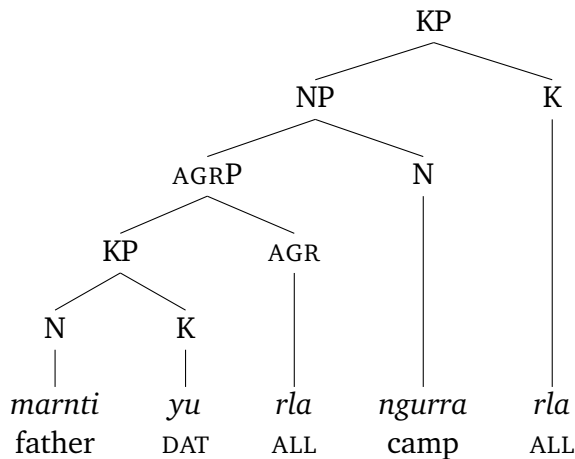 KP
NP K
AGRP N
KP AGR
N K
marnti yu rla ngurra rla
father DAT ALL camp ALL